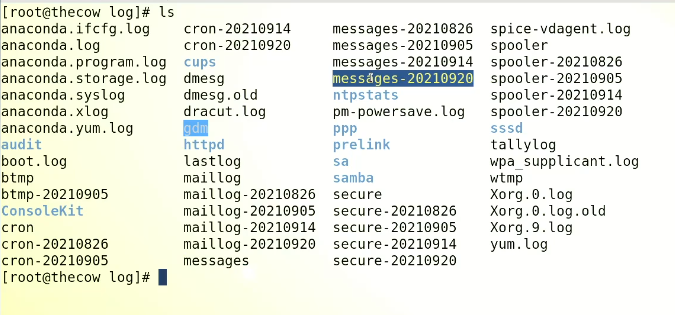 [root@thecow log]# ls
anaconda.ifcfg.log cron-20210914 messages-20210826 spice-vdagent.log
anaconda.log cron-20210920 messages-20210905 spooler
anaconda.program.log cups messages-20210914 spooler-20210826
anaconda.storage.log dmesg messages-20210920 spooler-20210905
anaconda.syslog dmesg.old ntpstats spooler-20210914
anaconda.xlog dracut.log pm-powersave.log spooler-20210920
anaconda.yum.log gdm ppp sssd
audit httpd prelink tallylog
boot.log lastlog sa wpa_supplicant.log
btmp maillog samba wtmp
btmp-20210905 maillog-20210826 secure Xorg.0.log
ConsoleKit maillog-20210905 secure-20210826 Xorg.0.log.old
cron maillog-20210914 secure-20210905 Xorg.9.log
cron-20210826 maillog-20210920 secure-20210914 yum.log
cron-20210905 messages secure-20210920
[root@thecow log]#